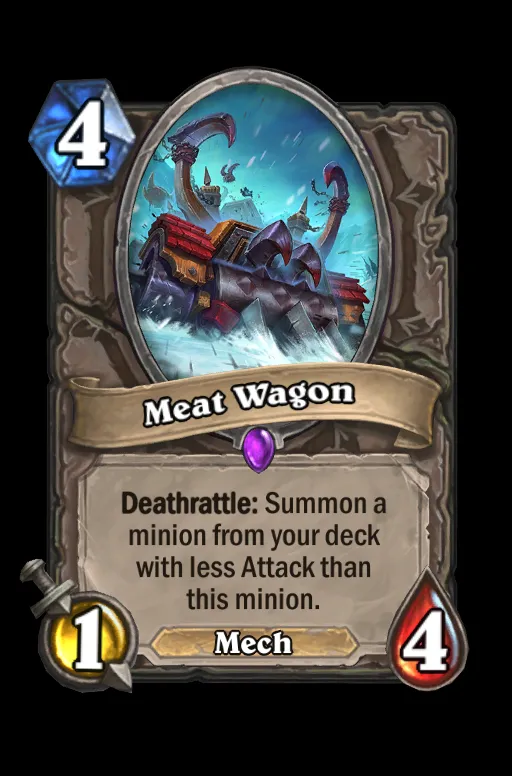 4
Meat Wagon
Deathrattle: Summon a
minion from your deck
with less Attack than
this minion.
1
Mech
4